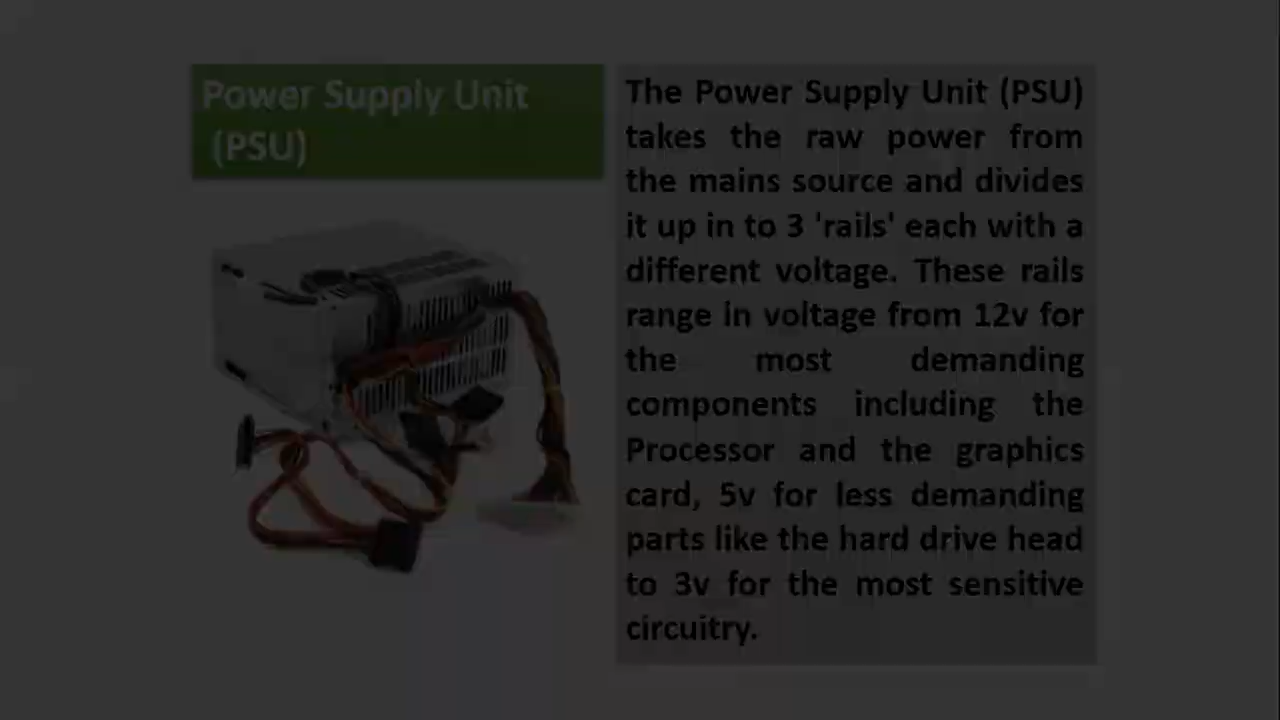 Power Supply Unit
(PSU)
The Power Supply Unit (PSU)
takes the raw power from
the mains source and divides
it up in to 3 'rails' each with a
different voltage. These rails
range in voltage from 12v for
the most demanding
components including the
Processor and the graphics
card, 5v for less demanding
parts like the hard drive head
to 3v for the most sensitive
circuitry.